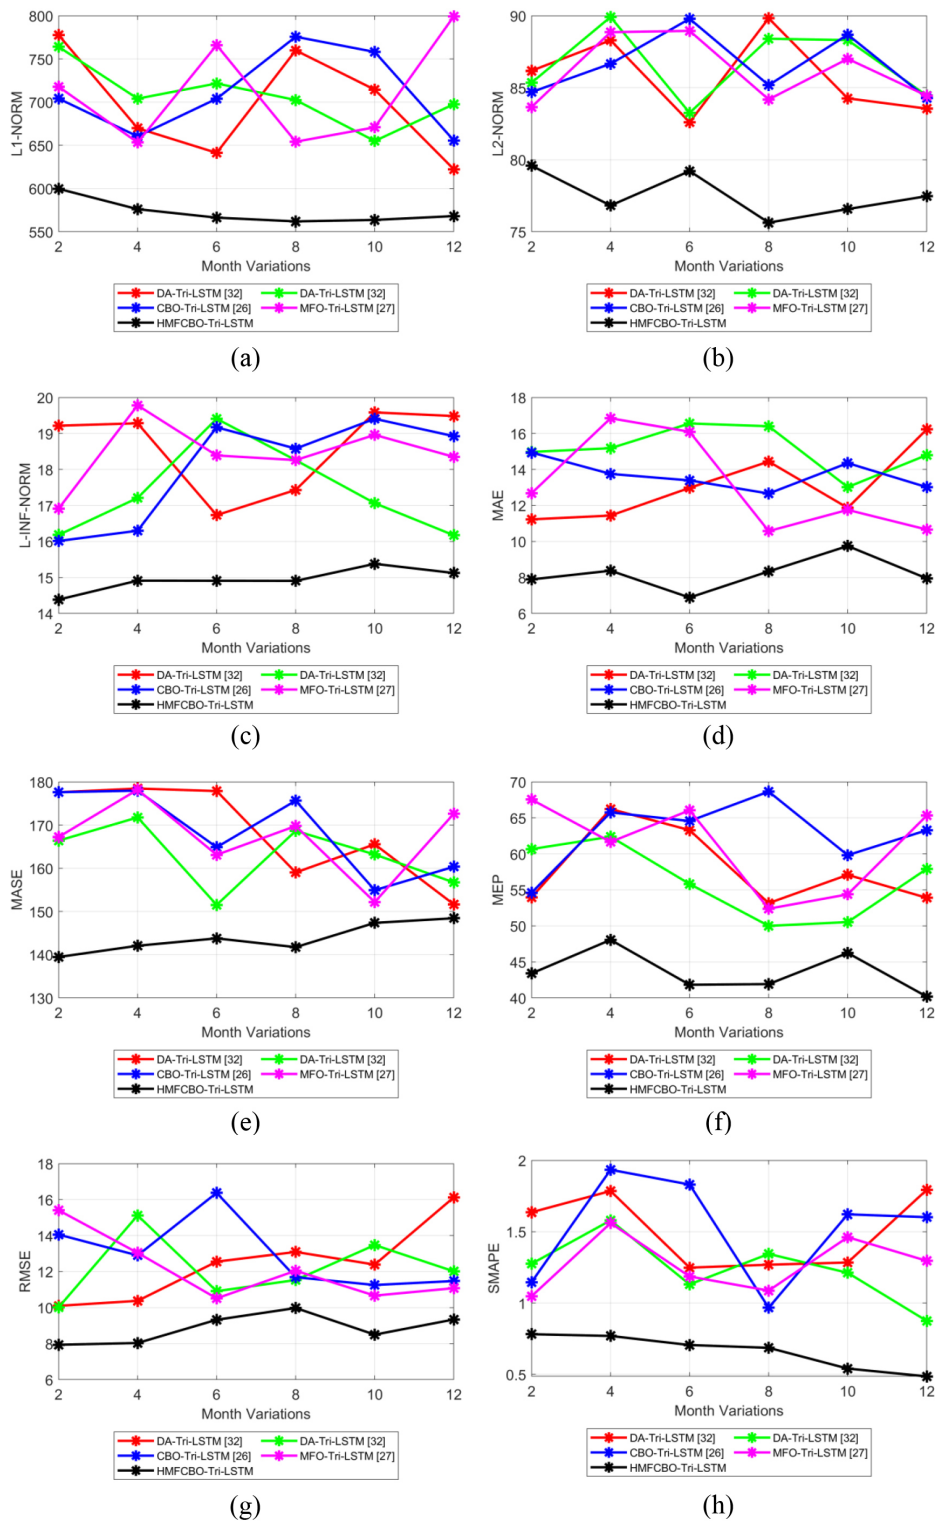 800
750
700
650
600
550
L1-NORM
2 4 6 8 10 12
Month Variations
DA-Tri-LSTM [32] DA-Tri-LSTM [32]
CBO-Tri-LSTM [26] MFO-Tri-LSTM [27]
HMFCBO-Tri-LSTM
(a)
90
85
80
75
L2-NORM
2 4 6 8 10 12
Month Variations
DA-Tri-LSTM [32] DA-Tri-LSTM [32]
CBO-Tri-LSTM [26] MFO-Tri-LSTM [27]
HMFCBO-Tri-LSTM
(b)
20
19
18
17
16
15
14
L-INF-NORM
2 4 6 8 10 12
Month Variations
DA-Tri-LSTM [32] DA-Tri-LSTM [32]
CBO-Tri-LSTM [26] MFO-Tri-LSTM [27]
HMFCBO-Tri-LSTM
(c)
18
16
14
12
10
8
6
MAE
2 4 6 8 10 12
Month Variations
DA-Tri-LSTM [32] DA-Tri-LSTM [32]
CBO-Tri-LSTM [26] MFO-Tri-LSTM [27]
HMFCBO-Tri-LSTM
(d)
180
170
160
150
140
130
MASE
2 4 6 8 10 12
Month Variations
DA-Tri-LSTM [32] DA-Tri-LSTM [32]
CBO-Tri-LSTM [26] MFO-Tri-LSTM [27]
HMFCBO-Tri-LSTM
(e)
70
65
60
55
50
45
40
MEP
2 4 6 8 10 12
Month Variations
DA-Tri-LSTM [32] DA-Tri-LSTM [32]
CBO-Tri-LSTM [26] MFO-Tri-LSTM [27]
HMFCBO-Tri-LSTM
(f)
18
16
14
12
10
8
6
RMSE
2 4 6 8 10 12
Month Variations
DA-Tri-LSTM [32] DA-Tri-LSTM [32]
CBO-Tri-LSTM [26] MFO-Tri-LSTM [27]
HMFCBO-Tri-LSTM
(g)
2
1.5
1
0.5
SMAPE
2 4 6 8 10 12
Month Variations
DA-Tri-LSTM [32] DA-Tri-LSTM [32]
CBO-Tri-LSTM [26] MFO-Tri-LSTM [27]
HMFCBO-Tri-LSTM
(h)